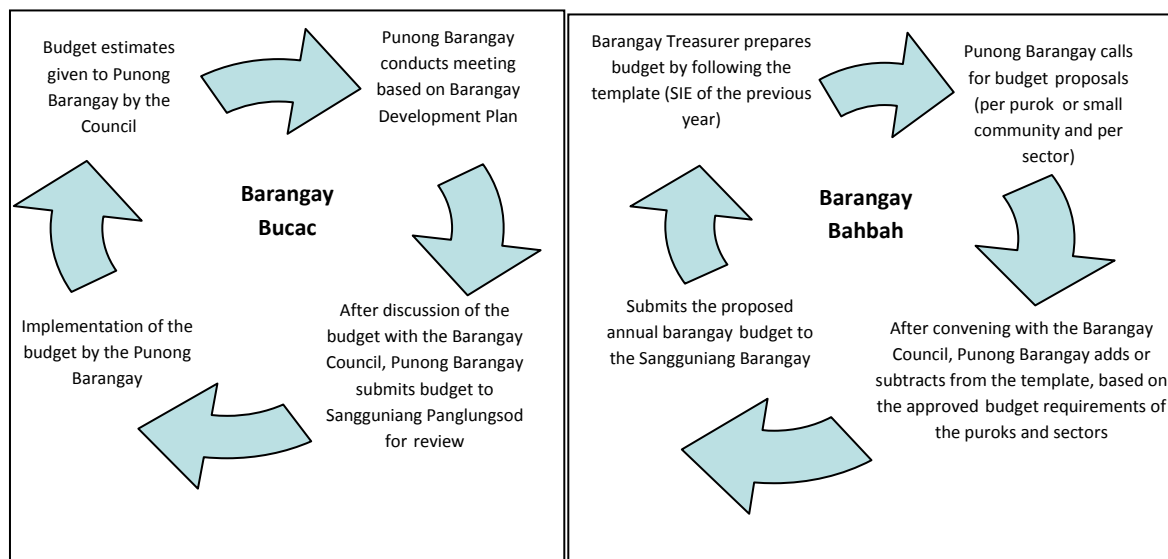 Budget estimates
given to Punong
Barangay by the
Council
Punong Barangay
conducts meeting
based on Barangay
Development Plan
Barangay
Bucac
Implementation of the
budget by the Punong
Barangay
After discussion of the
budget with the Barangay
Council, Punong Barangay
submits budget to
Sangguniang Panglungsod
for review
Barangay Treasurer prepares
budget by following the
template (SIE of the previous
year)
Punong Barangay calls
for budget proposals
(per purok or small
community and per
sector)
Barangay
Bahbah
Submits the proposed
annual barangay budget to
the Sangguniang Barangay
After convening with the Barangay
Council, Punong Barangay adds or
subtracts from the template, based on
the approved budget requirements of
the puroks and sectors